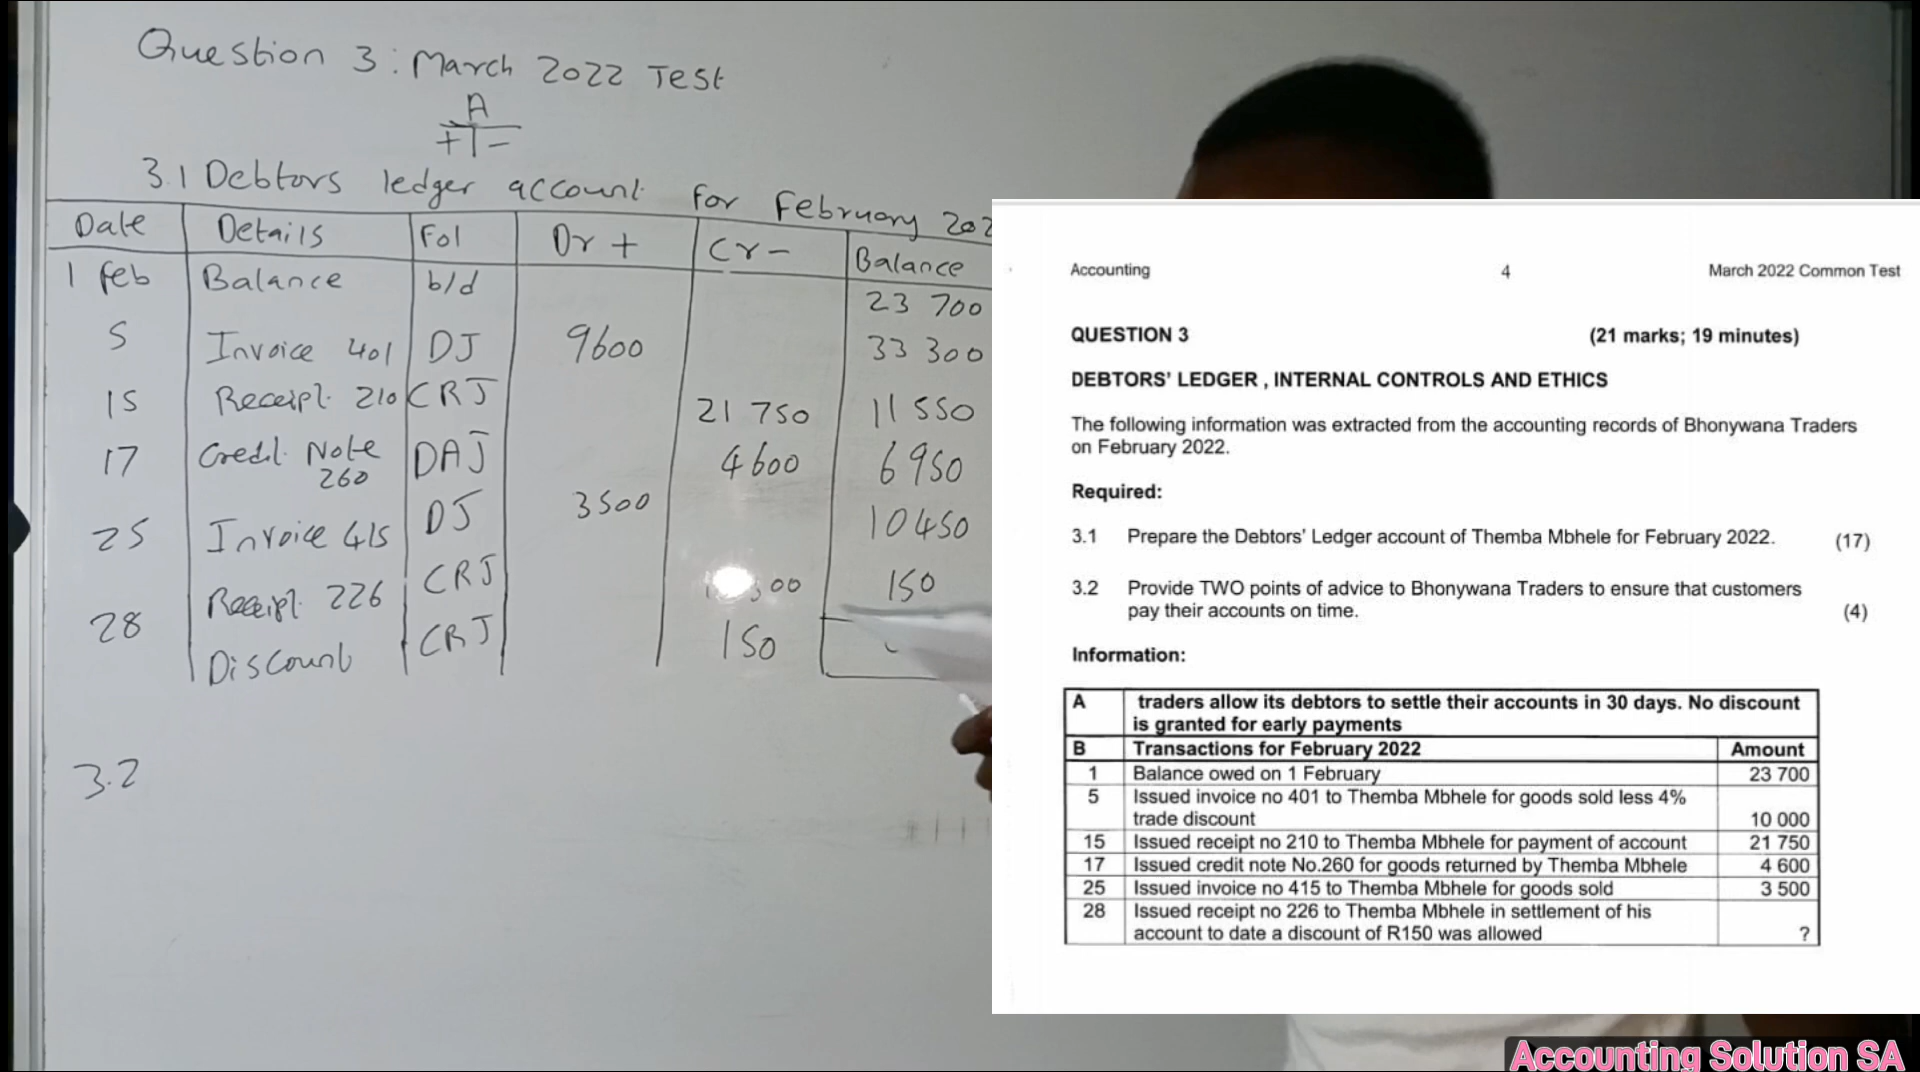 Question 3: March 2022 Test
A
+ -
3.1 Debtors ledger account for February
Date Details Fol Dr + Cr - Balance
1 feb Balance b/d 23 700
5 Invoice 401 DJ 9600 33 300
15 Receipt 210 CRJ 21 750 11 550
17 Credit Note 260 DAJ 4600 6950
25 Invoice 415 DJ 3500 10450
28 Receipt 226 CRJ 150
Discount CRJ 150
3.2
Accounting 4 March 2022 Common Test
QUESTION 3 (21 marks; 19 minutes)
DEBTORS' LEDGER , INTERNAL CONTROLS AND ETHICS
The following information was extracted from the accounting records of Bhonywana Traders
on February 2022.
Required:
3.1 Prepare the Debtors' Ledger account of Themba Mbhele for February 2022. (17)
3.2 Provide TWO points of advice to Bhonywana Traders to ensure that customers
pay their accounts on time. (4)
Information:
A traders allow its debtors to settle their accounts in 30 days. No discount
is granted for early payments
B Transactions for February 2022 Amount
1 Balance owed on 1 February 23 700
5 Issued invoice no 401 to Themba Mbhele for goods sold less 4%
trade discount 10 000
15 Issued receipt no 210 to Themba Mbhele for payment of account 21 750
17 Issued credit note No.260 for goods returned by Themba Mbhele 4 600
25 Issued invoice no 415 to Themba Mbhele for goods sold 3 500
28 Issued receipt no 226 to Themba Mbhele in settlement of his
account to date a discount of R150 was allowed ?
Accounting Solution SA